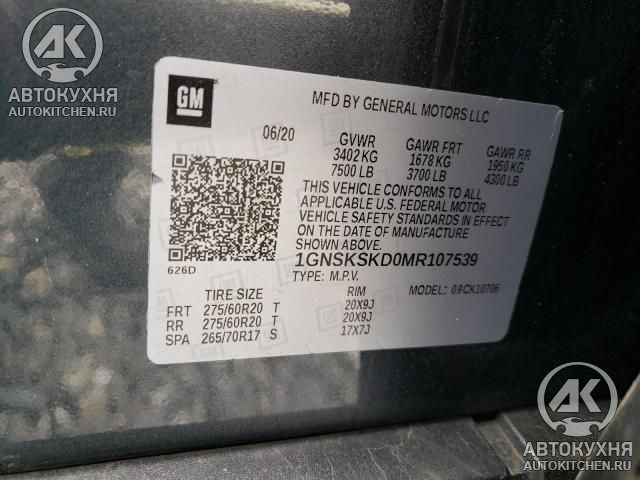 AK
АВТОКУХНЯ
AUTOKITCHEN.RU
GM
MFD BY GENERAL MOTORS LLC
06/20 GVWR GAWR FRT GAWR RR
3402 KG 1678 KG 1950 KG
7500 LB 3700 LB 4300 LB
THIS VEHICLE CONFORMS TO ALL
APPLICABLE U.S. FEDERAL MOTOR
VEHICLE SAFETY STANDARDS IN EFFECT
ON THE DATE OF MANUFACTURE
SHOWN ABOVE.
1GNSKSKD0MR107539
626D
TYPE: M.P.V. MODEL: 09CK10706
TIRE SIZE RIM
FRT 275/60R20 T 20X9J
RR 275/60R20 T 20X9J
SPA 265/70R17 S 17X7J
AK
АВТОКУХНЯ
AUTOKITCHEN.RU